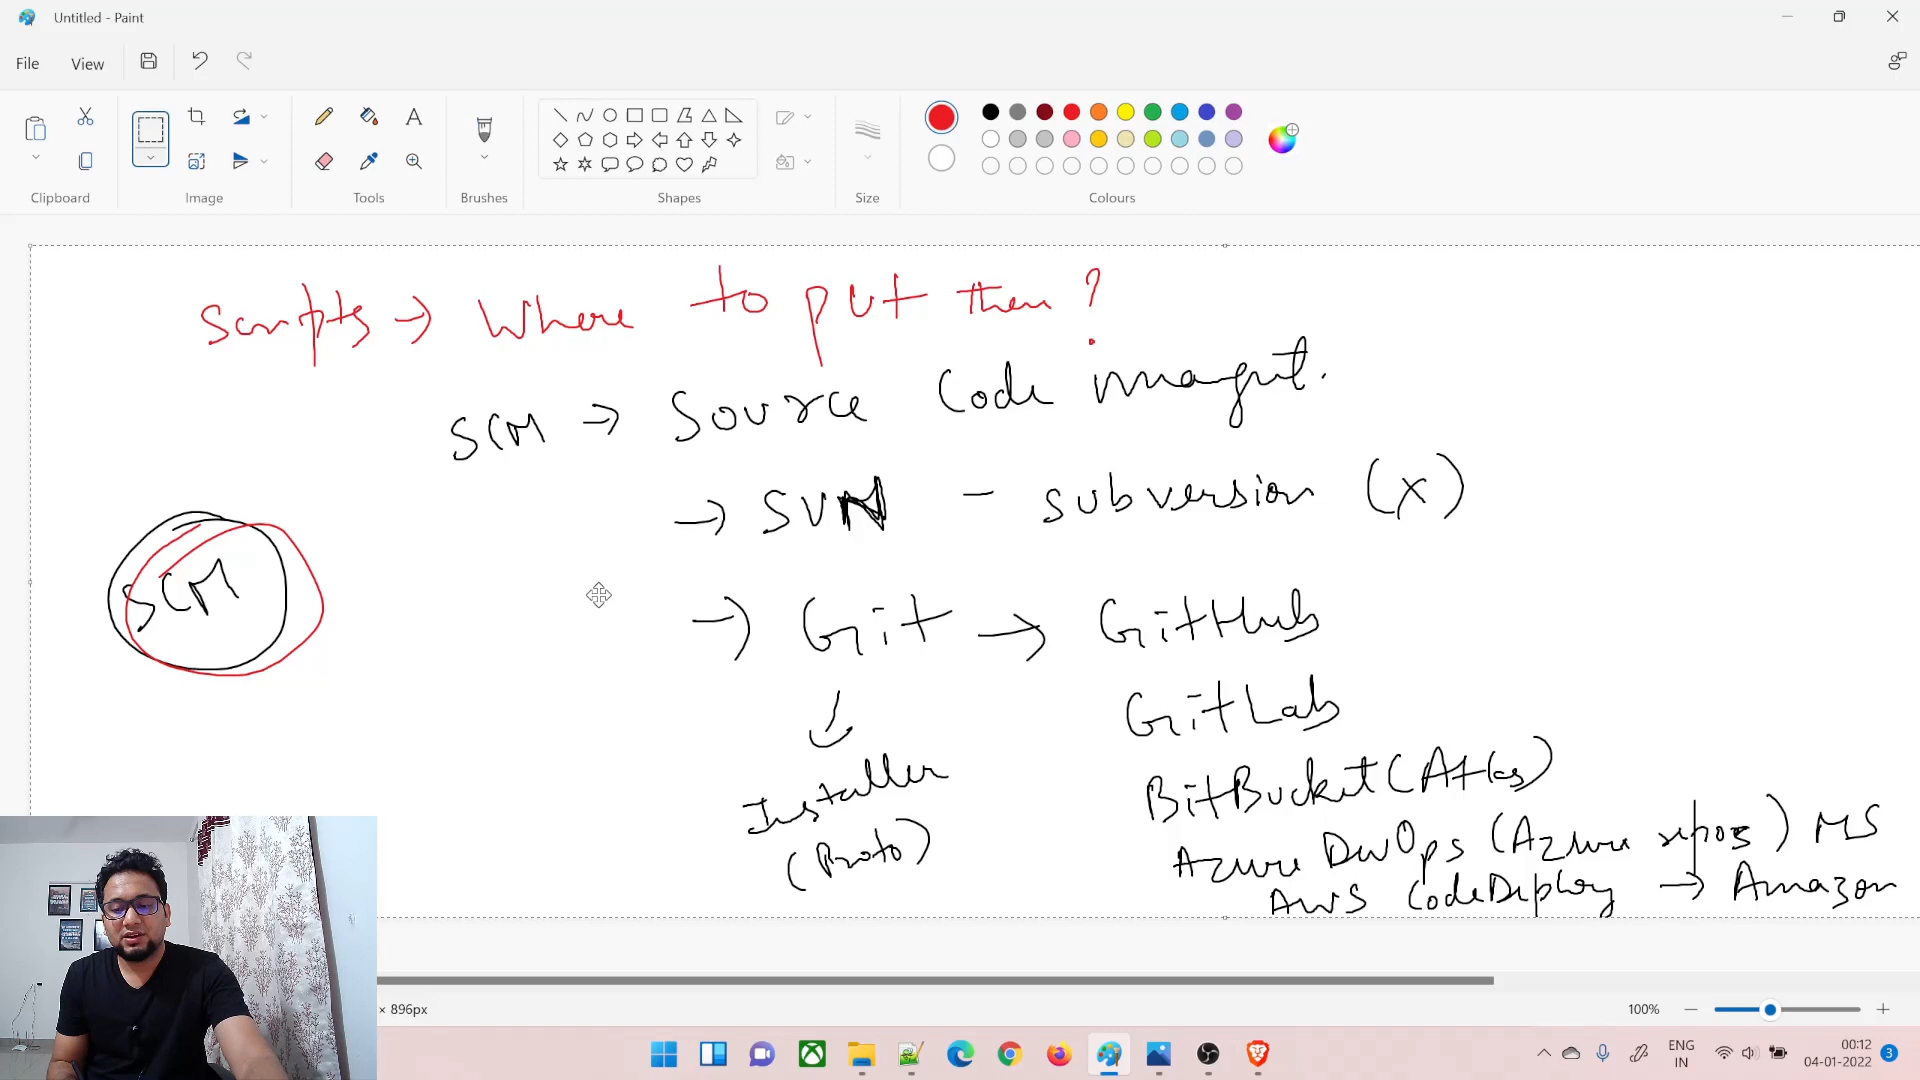 Untitled - Paint
File View
Clipboard Image Tools Brushes Shapes Size Colours
Scripts → Where to put them?
SCM → Source Code mnagmt.
→ SVN - subversion (x)
SCM
→ Git → GitHub
GitLab
Installer
BitBucket (Atlas)
(Proto)
Azure DevOps (Azure repos) MS
AWS CodeDeploy → Amazon
× 896px
100%
ENG
IN
00:12
04-01-2022
3